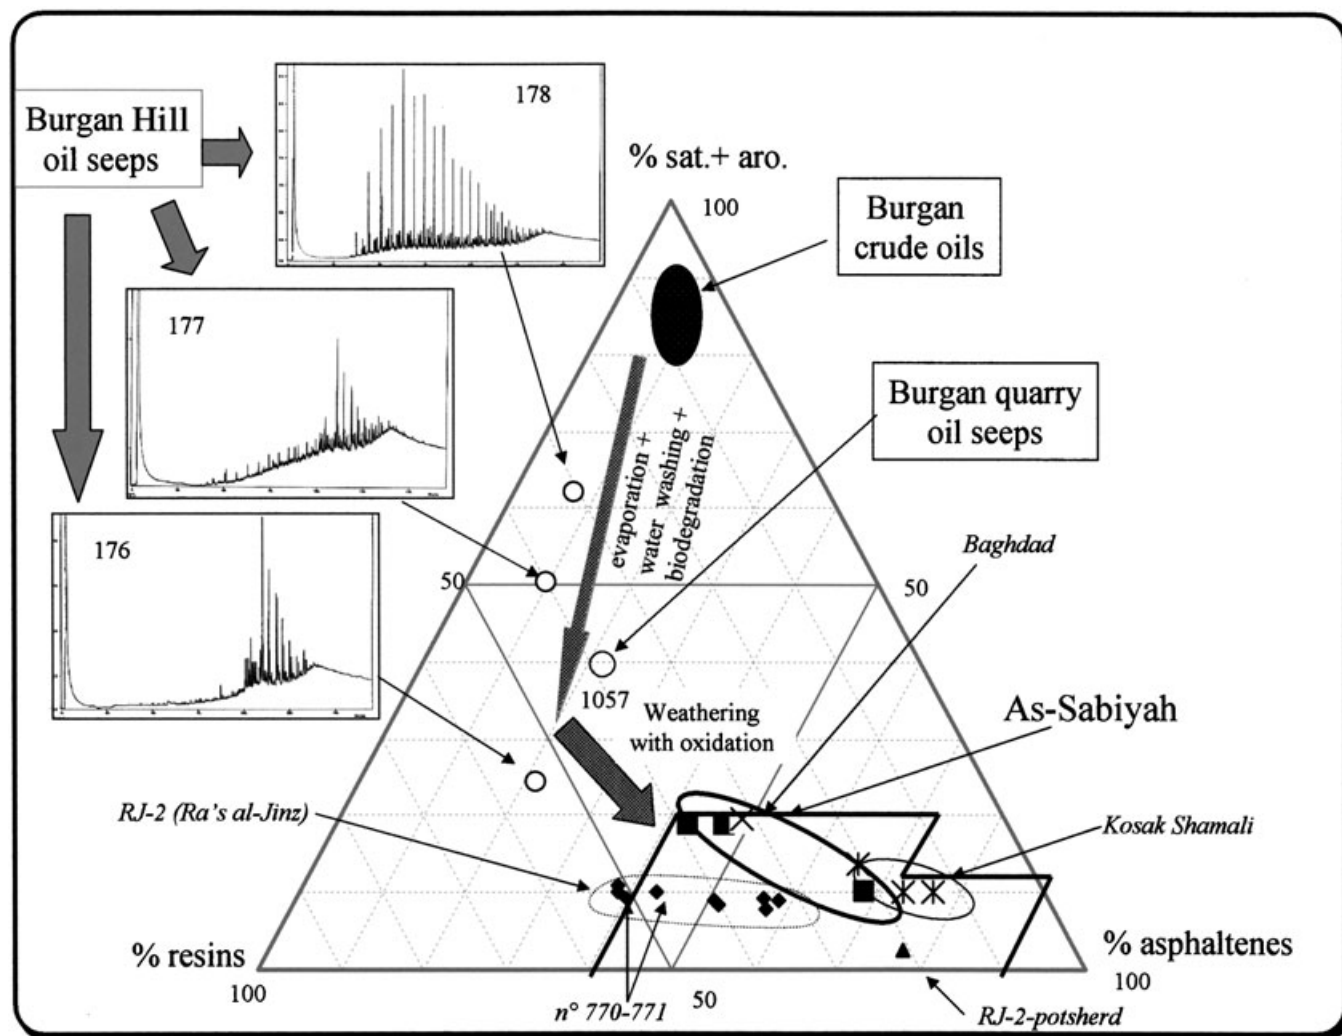 Burgan Hill
oil seeps
178
177
176
% sat.+ aro.
100
Burgan
crude oils
Burgan quarry
oil seeps
evaporation +
water washing +
biodegradation
Baghdad
50
50
1057
Weathering
with oxidation
As-Sabiyah
RJ-2 (Ra's al-Jinz)
Kosak Shamali
% resins
% asphaltenes
100
n° 770-771
50
100
RJ-2-potsherd